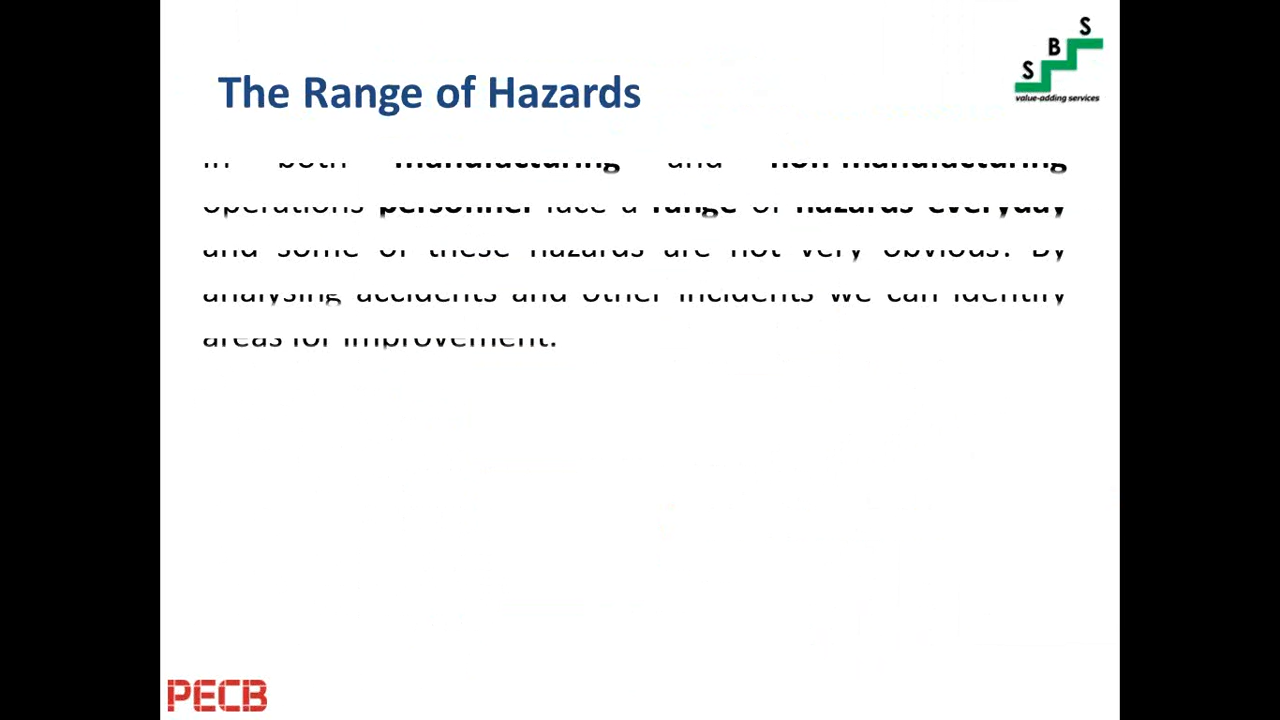 The Range of Hazards
S
B
S
value-adding services
In both manufacturing and non-manufacturing
operations personnel face a range of hazards everyday
and some of these hazards are not very obvious! By
analysing accidents and other incidents we can identify
areas for improvement.
PECB